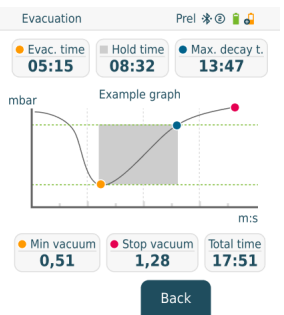 Evacuation Prel 2
Evac. time Hold time Max. decay t.
05:15 08:32 13:47
mbar Example graph
m:s
Min vacuum Stop vacuum Total time
0,51 1,28 17:51
Back